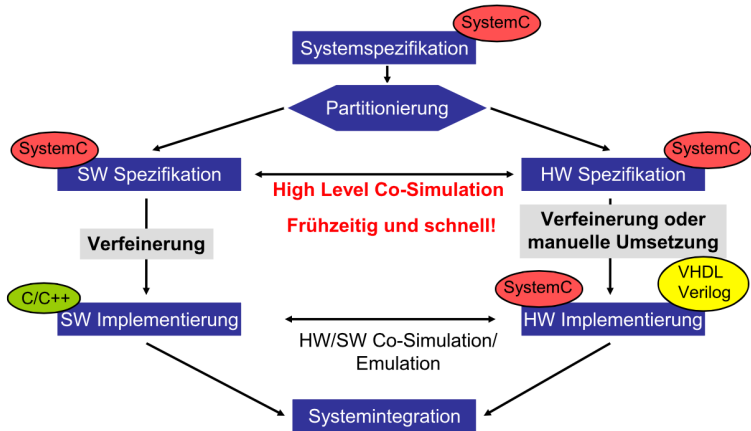 SystemC
Systemspezifikation
Partitionierung
SystemC
SystemC
SW Spezifikation
HW Spezifikation
High Level Co-Simulation
Frühzeitig und schnell!
Verfeinerung
Verfeinerung oder
manuelle Umsetzung
C/C++
SystemC
VHDL
Verilog
SW Implementierung
HW Implementierung
HW/SW Co-Simulation/
Emulation
Systemintegration